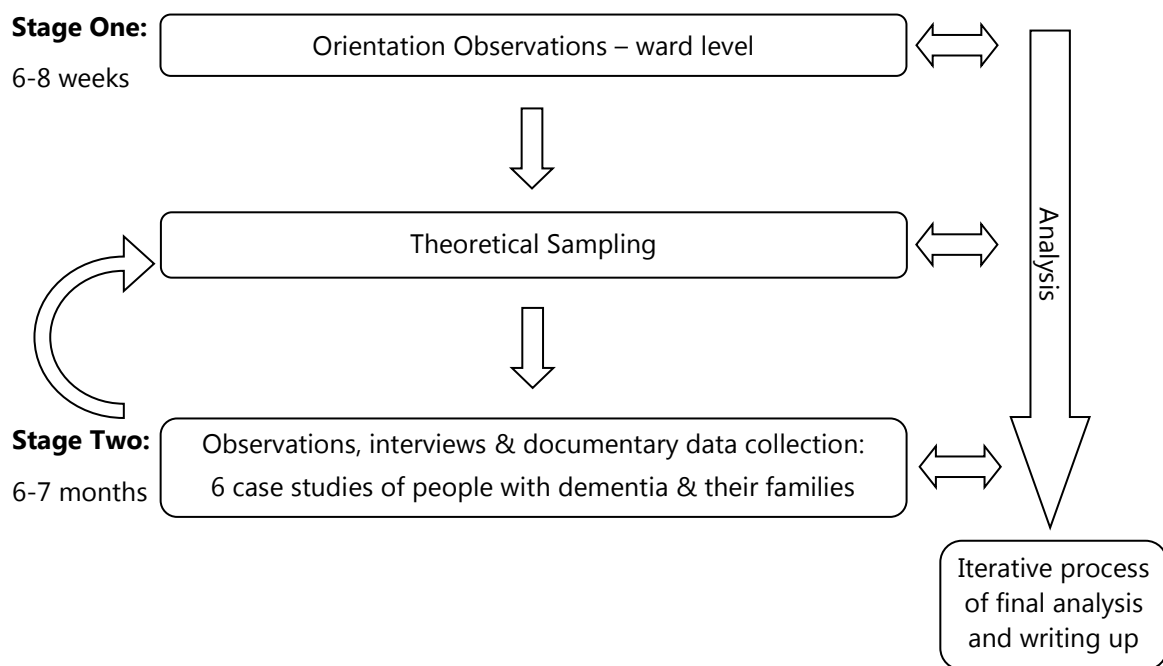 Stage One:
6-8 weeks
Orientation Observations – ward level
Theoretical Sampling
Analysis
Stage Two:
6-7 months
Observations, interviews & documentary data collection:
6 case studies of people with dementia & their families
Iterative process
of final analysis
and writing up